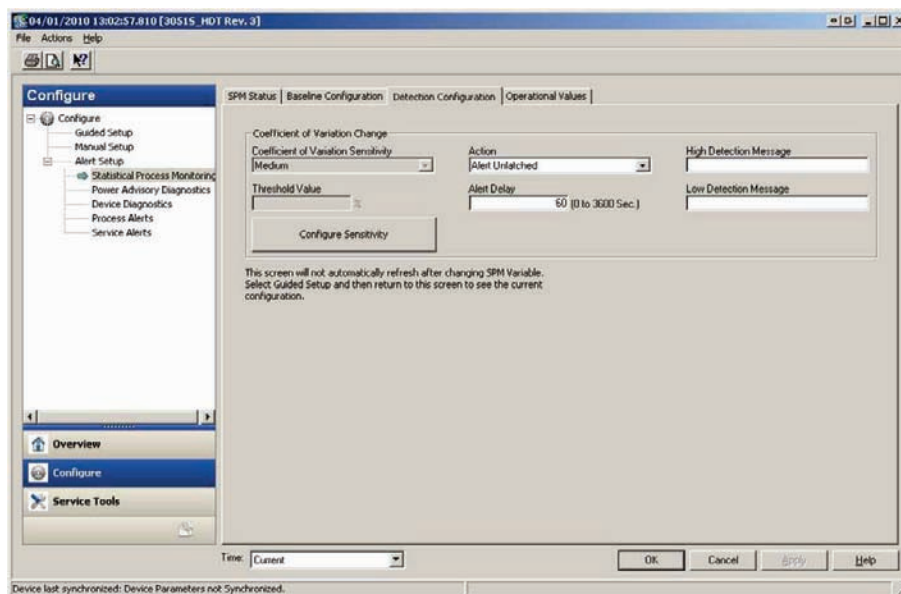 04/01/2010 13:02:57.810 [3051S_HDT Rev. 3]
File Actions Help
Configure
Configure
Guided Setup
Manual Setup
Alert Setup
Statistical Process Monitoring
Power Advisory Diagnostics
Device Diagnostics
Process Alerts
Service Alerts
Overview
Configure
Service Tools
SPM Status Baseline Configuration Detection Configuration Operational Values
Coefficient of Variation Change
Coefficient of Variation Sensitivity Action High Detection Message
Medium Alert Unlatched
Threshold Value Alert Delay Low Detection Message
% 60 (0 to 3600 Sec.)
Configure Sensitivity
This screen will not automatically refresh after changing SPM Variable.
Select Guided Setup and then return to this screen to see the current
configuration.
Time: Current OK Cancel Apply Help
Device last synchronized: Device Parameters not Synchronized.